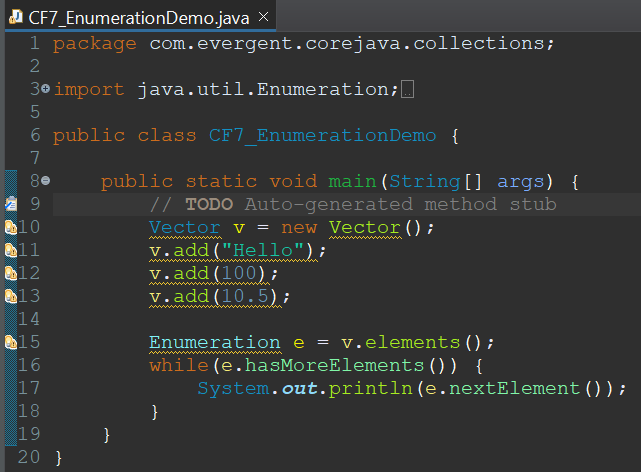 CF7_EnumerationDemo.java
1 package com.evergent.corejava.collections;
2
3 import java.util.Enumeration;
5
6 public class CF7_EnumerationDemo {
7
8 public static void main(String[] args) {
9 // TODO Auto-generated method stub
10 Vector v = new Vector();
11 v.add("Hello");
12 v.add(100);
13 v.add(10.5);
14
15 Enumeration e = v.elements();
16 while(e.hasMoreElements()) {
17 System.out.println(e.nextElement());
18 }
19 }
20 }